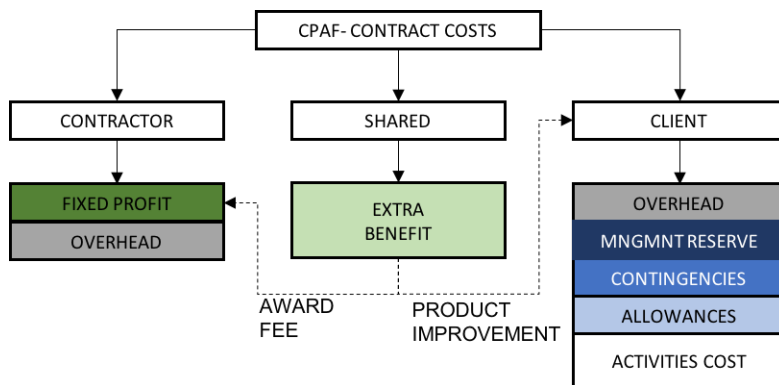 CPAF- CONTRACT COSTS
CONTRACTOR
SHARED
CLIENT
FIXED PROFIT
OVERHEAD
EXTRA
BENEFIT
OVERHEAD
MNGMNT RESERVE
CONTINGENCIES
ALLOWANCES
ACTIVITIES COST
AWARD
FEE
PRODUCT
IMPROVEMENT